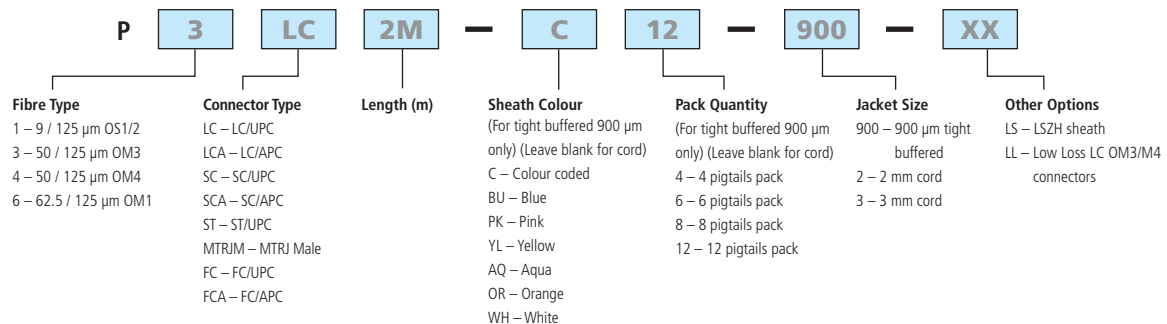 P 3 LC 2M – C 12 – 900 – XX
Fibre Type
1 – 9 / 125 µm OS1/2
3 – 50 / 125 µm OM3
4 – 50 / 125 µm OM4
6 – 62.5 / 125 µm OM1
Connector Type
LC – LC/UPC
LCA – LC/APC
SC – SC/UPC
SCA – SC/APC
ST – ST/UPC
MTRJM – MTRJ Male
FC – FC/UPC
FCA – FC/APC
Length (m)
Sheath Colour
(For tight buffered 900 µm
only) (Leave blank for cord)
C – Colour coded
BU – Blue
PK – Pink
YL – Yellow
AQ – Aqua
OR – Orange
WH – White
Pack Quantity
(For tight buffered 900 µm
only) (Leave blank for cord)
4 – 4 pigtails pack
6 – 6 pigtails pack
8 – 8 pigtails pack
12 – 12 pigtails pack
Jacket Size
900 – 900 µm tight
buffered
2 – 2 mm cord
3 – 3 mm cord
Other Options
LS – LSZH sheath
LL – Low Loss LC OM3/M4
connectors